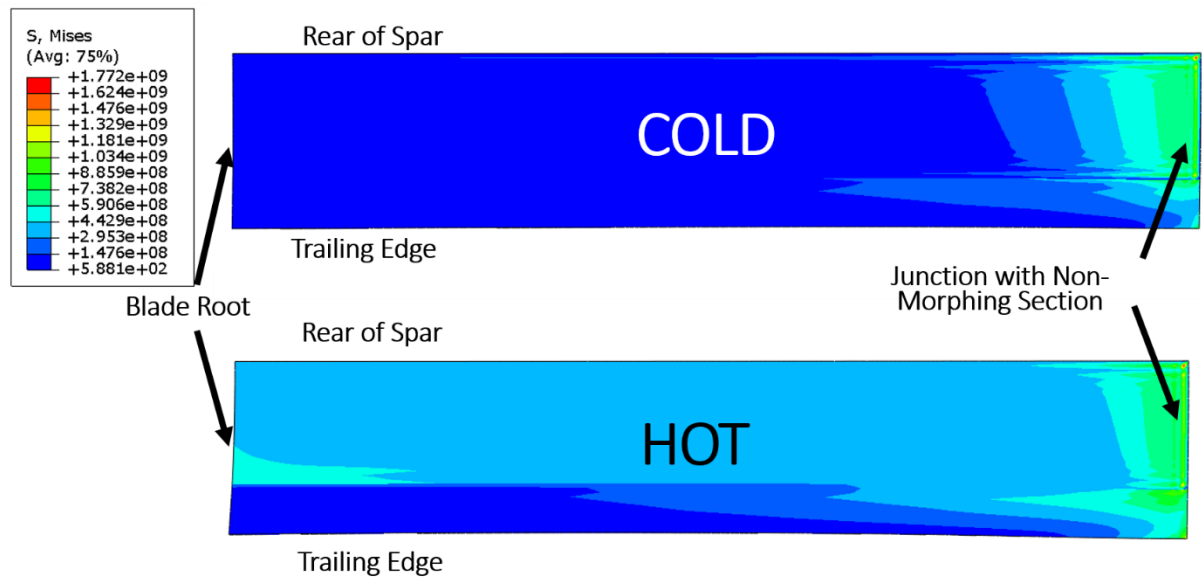 S, Mises
(Avg: 75%)
+1.772e+09
+1.624e+09
+1.476e+09
+1.329e+09
+1.181e+09
+1.034e+09
+8.859e+08
+7.382e+08
+5.906e+08
+4.429e+08
+2.953e+08
+1.476e+08
+5.881e+02
Rear of Spar
COLD
Trailing Edge
Blade Root
Junction with Non-
Morphing Section
Rear of Spar
HOT
Trailing Edge